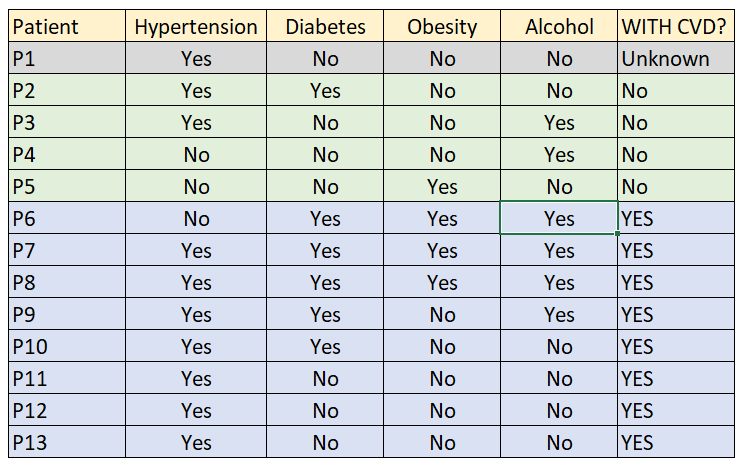 Patient Hypertension Diabetes Obesity Alcohol WITH CVD?
P1 Yes No No No Unknown
P2 Yes Yes No No No
P3 Yes No No Yes No
P4 No No No Yes No
P5 No No Yes No No
P6 No Yes Yes Yes YES
P7 Yes Yes Yes Yes YES
P8 Yes Yes Yes Yes YES
P9 Yes Yes No Yes YES
P10 Yes Yes No No YES
P11 Yes No No No YES
P12 Yes No No No YES
P13 Yes No No No YES